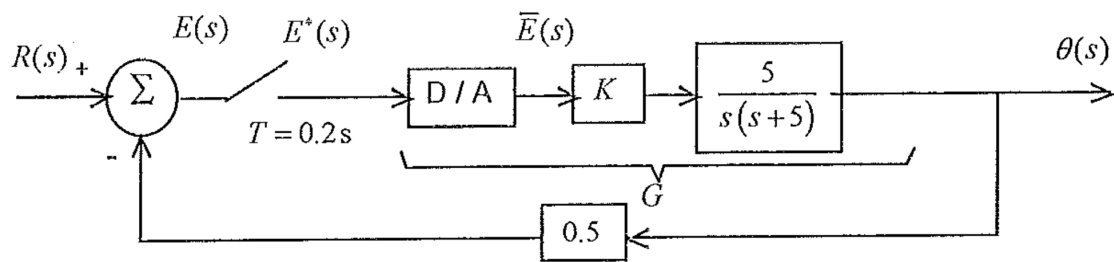 E(s) E*(s) E̅(s) θ(s)
R(s) + Σ D/A K 5
s(s+5)
- T = 0.2s
G
0.5